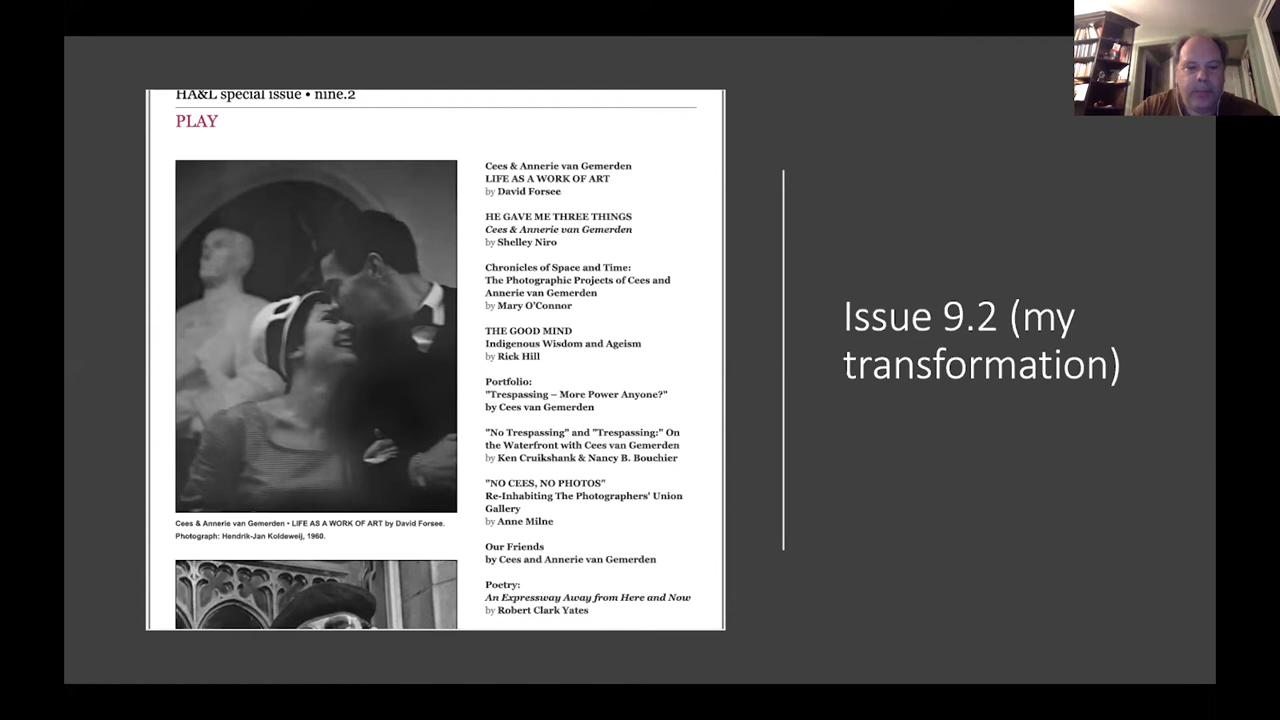 HA&L special issue • nine.2
PLAY
Cees & Annerie van Gemerden
LIFE AS A WORK OF ART
by David Forsee
HE GAVE ME THREE THINGS
Cees & Annerie van Gemerden
by Shelley Niro
Chronicles of Space and Time:
The Photographic Projects of Cees and
Annerie van Gemerden
by Mary O'Connor
THE GOOD MIND
Indigenous Wisdom and Ageism
by Rick Hill
Portfolio:
"Trespassing – More Power Anyone?"
by Cees van Gemerden
"No Trespassing" and "Trespassing:" On
the Waterfront with Cees van Gemerden
by Ken Cruikshank & Nancy B. Bouchier
"NO CEES, NO PHOTOS"
Re-Inhabiting The Photographers' Union
Gallery
by Anne Milne
Our Friends
by Cees and Annerie van Gemerden
Poetry:
An Expressway Away from Here and Now
by Robert Clark Yates
Cees & Annerie van Gemerden • LIFE AS A WORK OF ART by David Forsee.
Photograph: Hendrik-Jan Koldeweij, 1960.
Issue 9.2 (my
transformation)